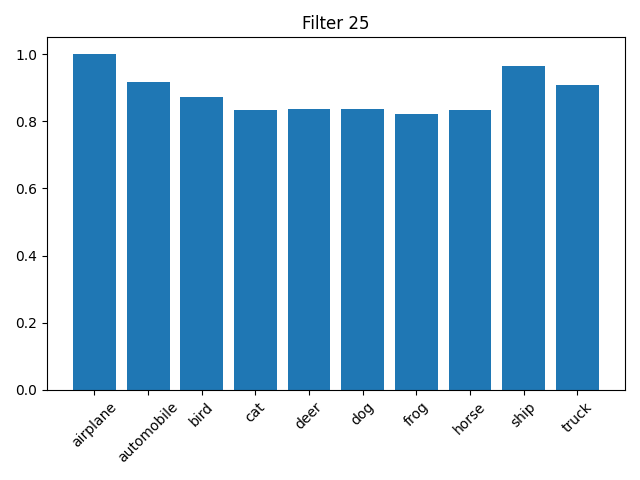 Filter 25
1.0
0.8
0.6
0.4
0.2
0.0
airplane
automobile
bird
cat
deer
dog
frog
horse
ship
truck